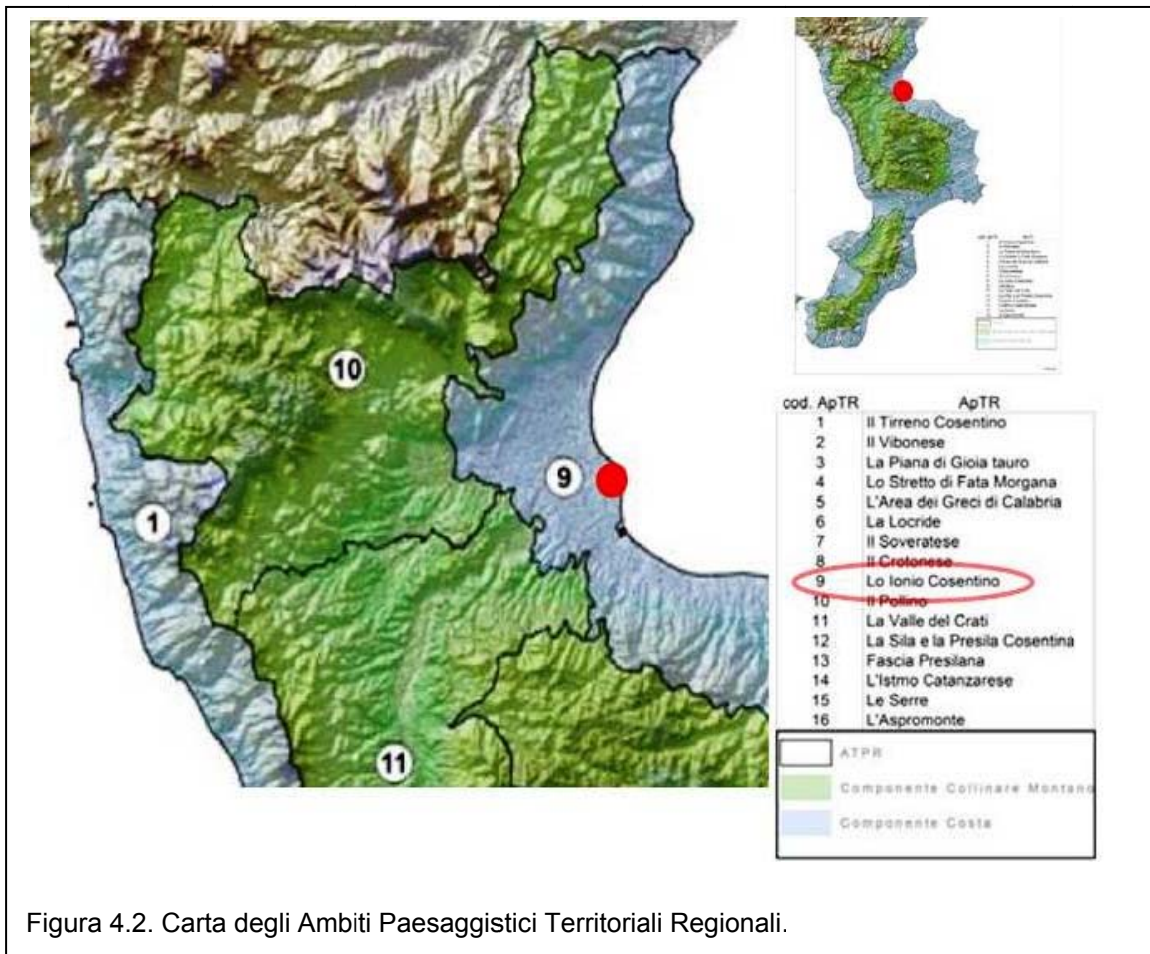 10
9
1
11
cod. ApTR ApTR
1 Il Tirreno Cosentino
2 Il Vibonese
3 La Piana di Gioia tauro
4 Lo Stretto di Fata Morgana
5 L'Area dei Greci di Calabria
6 La Locride
7 Il Soveratese
8 Il Crotonese
9 Lo Ionio Cosentino
10 Il Pollino
11 La Valle del Crati
12 La Sila e la Presila Cosentina
13 Fascia Presilana
14 L'Istmo Catanzarese
15 Le Serre
16 L'Aspromonte
ATPR
Componente Collinare Montano
Componente Costa
Figura 4.2. Carta degli Ambiti Paesaggistici Territoriali Regionali.